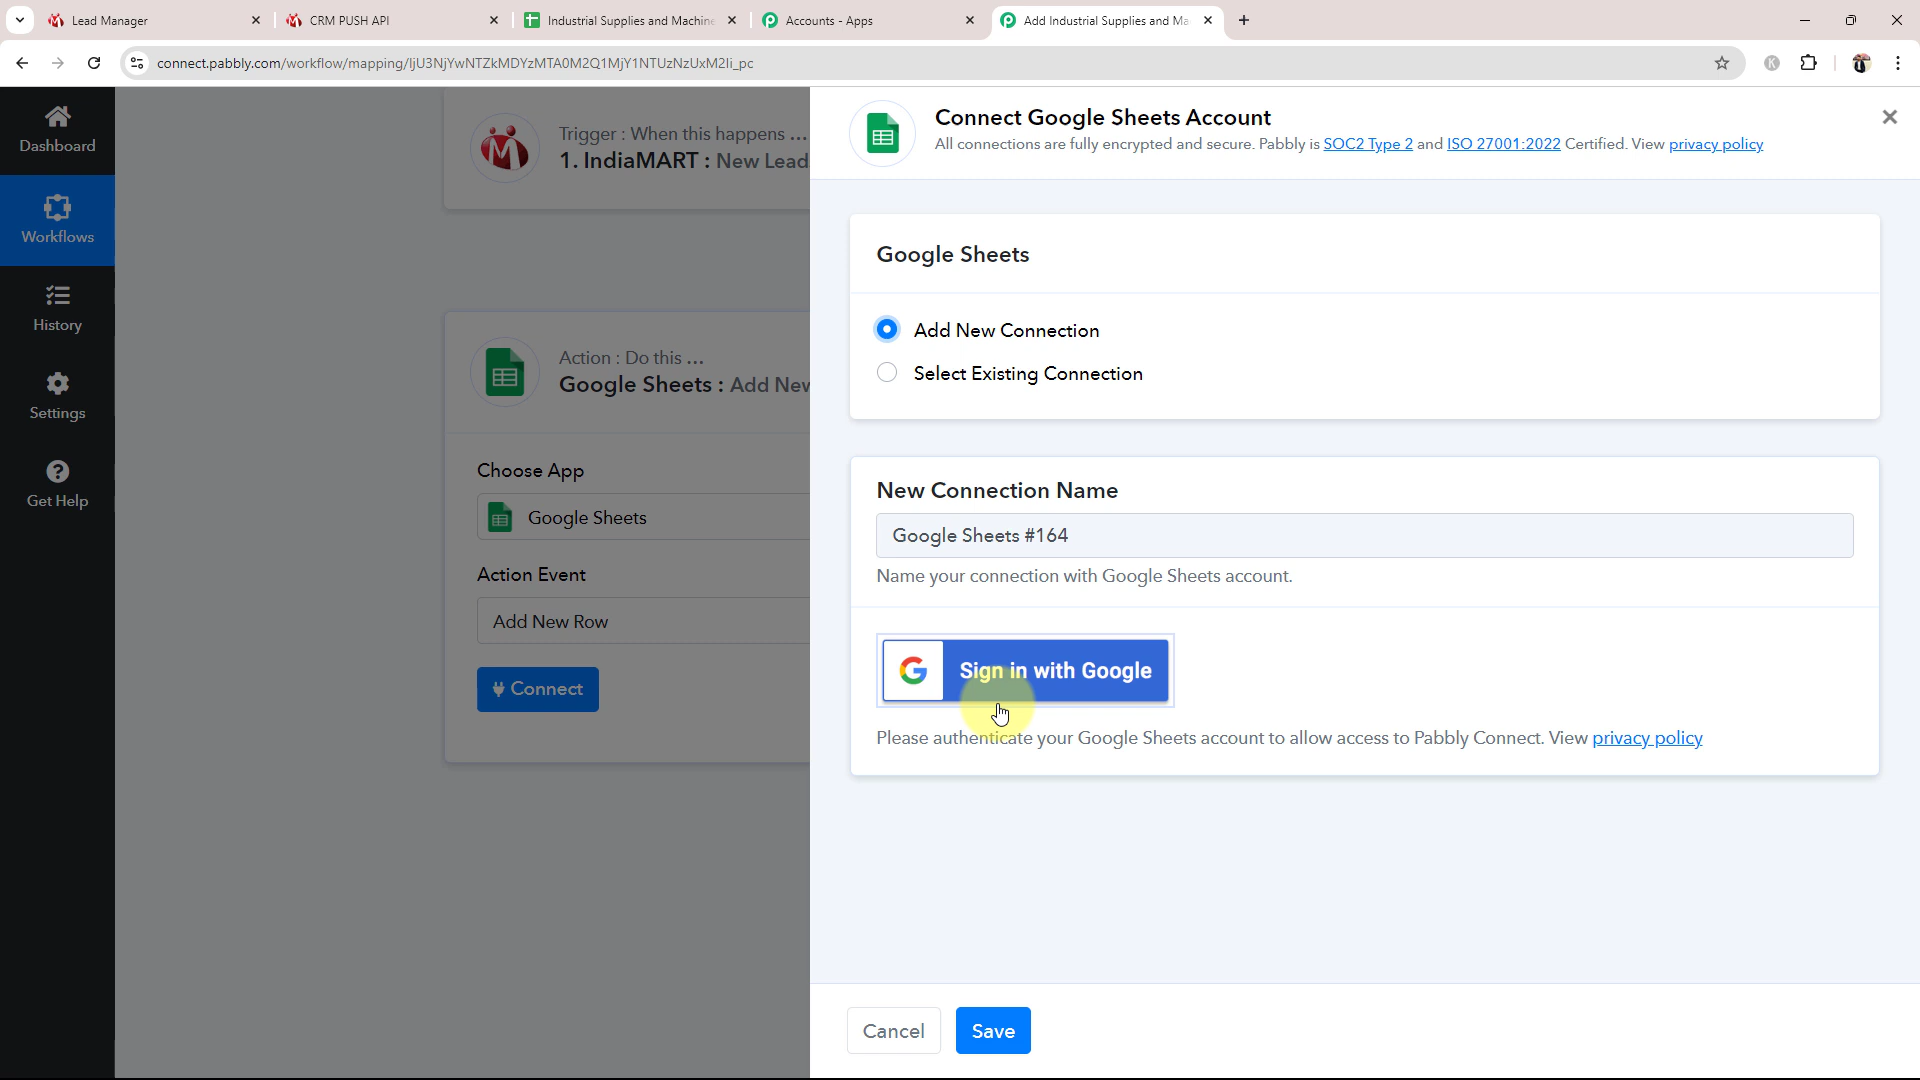 Lead Manager
CRM PUSH API
Industrial Supplies and Machine
Accounts - Apps
Add Industrial Supplies and Ma
connect.pabbly.com/workflow/mapping/IjU3NjYwNTZkMDYzMTA0M2Q1MjY1NTUzNzUxM2Ii_pc
K
Dashboard
Workflows
History
Settings
Get Help
Trigger : When this happens ...
1. IndiaMART : New Lead
Action : Do this ...
Google Sheets : Add New
Choose App
Google Sheets
Action Event
Add New Row
Connect
Connect Google Sheets Account
All connections are fully encrypted and secure. Pabbly is SOC2 Type 2 and ISO 27001:2022 Certified. View privacy policy
Google Sheets
Add New Connection
Select Existing Connection
New Connection Name
Google Sheets #164
Name your connection with Google Sheets account.
Sign in with Google
Please authenticate your Google Sheets account to allow access to Pabbly Connect. View privacy policy
Cancel
Save